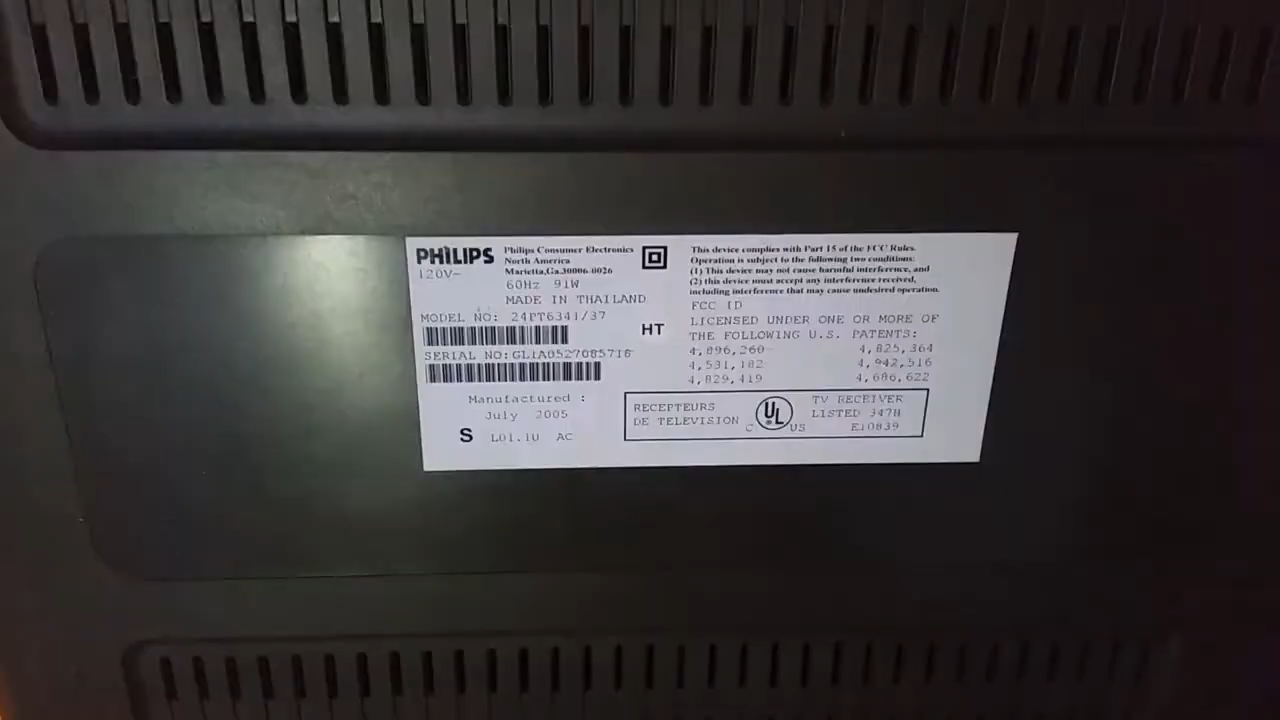 PHILIPS
Philips Consumer Electronics
North America
Marietta,Ga.30006-0026
120V~
60Hz 91W
MADE IN THAILAND
MODEL NO: 24PT6341/37
HT
SERIAL NO:
Manufactured :
July 2005
S L01.1U AC
This device complies with Part 15 of the FCC Rules.
Operation is subject to the following two conditions:
(1) This device may not cause harmful interference, and
(2) this device must accept any interference received,
including interference that may cause undesired operation.
FCC ID
LICENSED UNDER ONE OR MORE OF
THE FOLLOWING U.S. PATENTS:
4,896,260 4,825,364
4,531,182 4,942,516
4,829,419 4,686,622
RECEPTEURS
DE TELEVISION
C UL US
TV RECEIVER
LISTED 347H
E10839